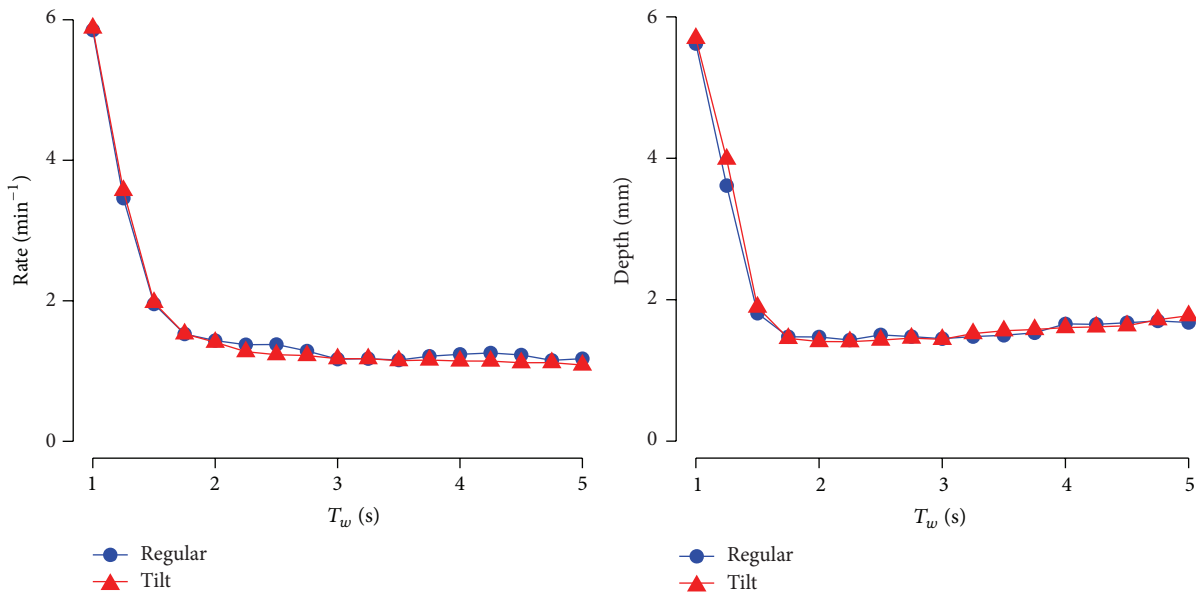 6
4
2
0
Rate (min⁻¹)
1 2 3 4 5
T_w (s)
Regular
Tilt
6
4
2
0
Depth (mm)
1 2 3 4 5
T_w (s)
Regular
Tilt